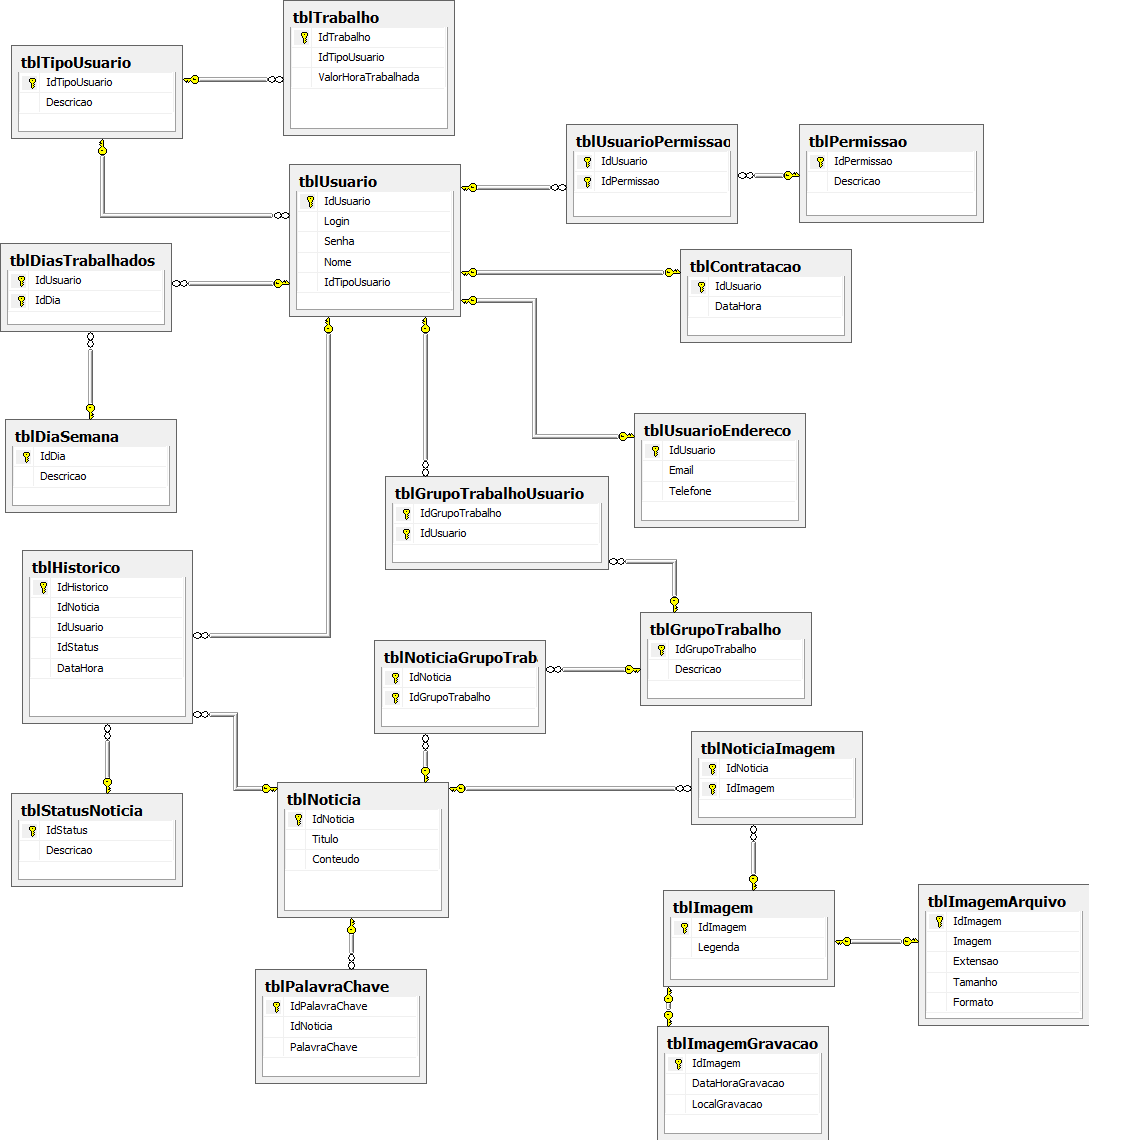 tblTrabalho
IdTrabalho
IdTipoUsuario
ValorHoraTrabalhada
tblTipoUsuario
IdTipoUsuario
Descricao
tblUsuarioPermissao
IdUsuario
IdPermissao
tblPermissao
IdPermissao
Descricao
tblUsuario
IdUsuario
Login
Senha
Nome
IdTipoUsuario
tblDiasTrabalhados
IdUsuario
IdDia
tblContratacao
IdUsuario
DataHora
tblDiaSemana
IdDia
Descricao
tblUsuarioEndereco
IdUsuario
Email
Telefone
tblGrupoTrabalhoUsuario
IdGrupoTrabalho
IdUsuario
tblHistorico
IdHistorico
IdNoticia
IdUsuario
IdStatus
DataHora
tblGrupoTrabalho
IdGrupoTrabalho
Descricao
tblNoticiaGrupoTrab
IdNoticia
IdGrupoTrabalho
tblNoticiaImagem
IdNoticia
IdImagem
tblStatusNoticia
IdStatus
Descricao
tblNoticia
IdNoticia
Titulo
Conteudo
tblImagem
IdImagem
Legenda
tblImagemArquivo
IdImagem
Imagem
Extensao
Tamanho
Formato
tblPalavraChave
IdPalavraChave
IdNoticia
PalavraChave
tblImagemGravacao
IdImagem
DataHoraGravacao
LocalGravacao